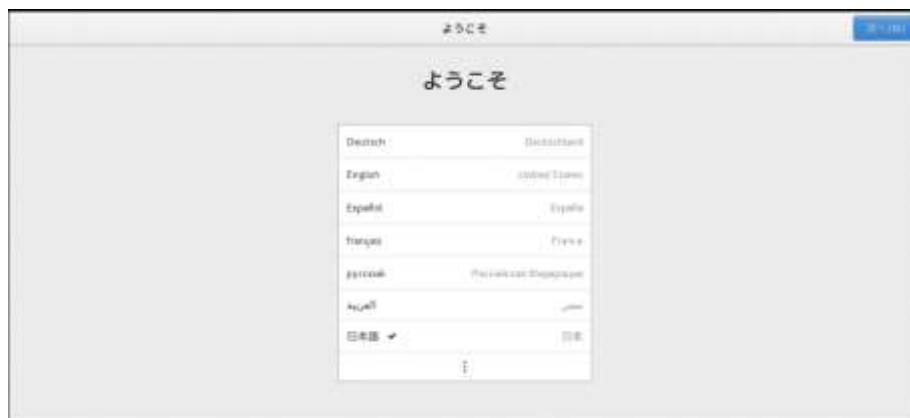 ようこそ
ようこそ
Deutsch Deutschland
English United States
Español España
français France
русский Российская Федерация
العربية مصر
日本語 ✔ 日本